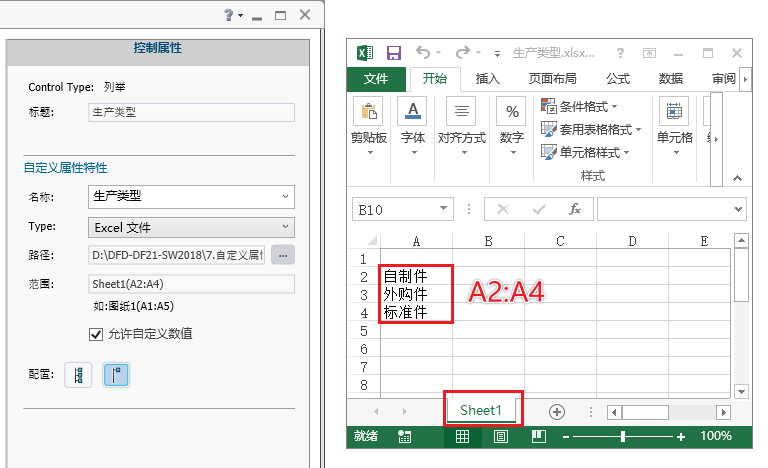 控制属性
Control Type: 列举
标题: 生产类型
自定义属性特性
名称: 生产类型
Type: Excel 文件
路径: D:\DFD-DF21-SW2018\7.自定义属
范围: Sheet1(A2:A4)
如:图纸1(A1:A5)
允许自定义数值
配置:
生产类型.xlsx...
文件 开始 插入 页面布局 公式 数据 审阅
剪贴板 字体 对齐方式 数字 条件格式 套用表格格式 单元格样式 样式 单元格
B10 fx
A B C D E
1
2 自制件
3 外购件
4 标准件
A2:A4
5
6
7
8
Sheet1
就绪 100%